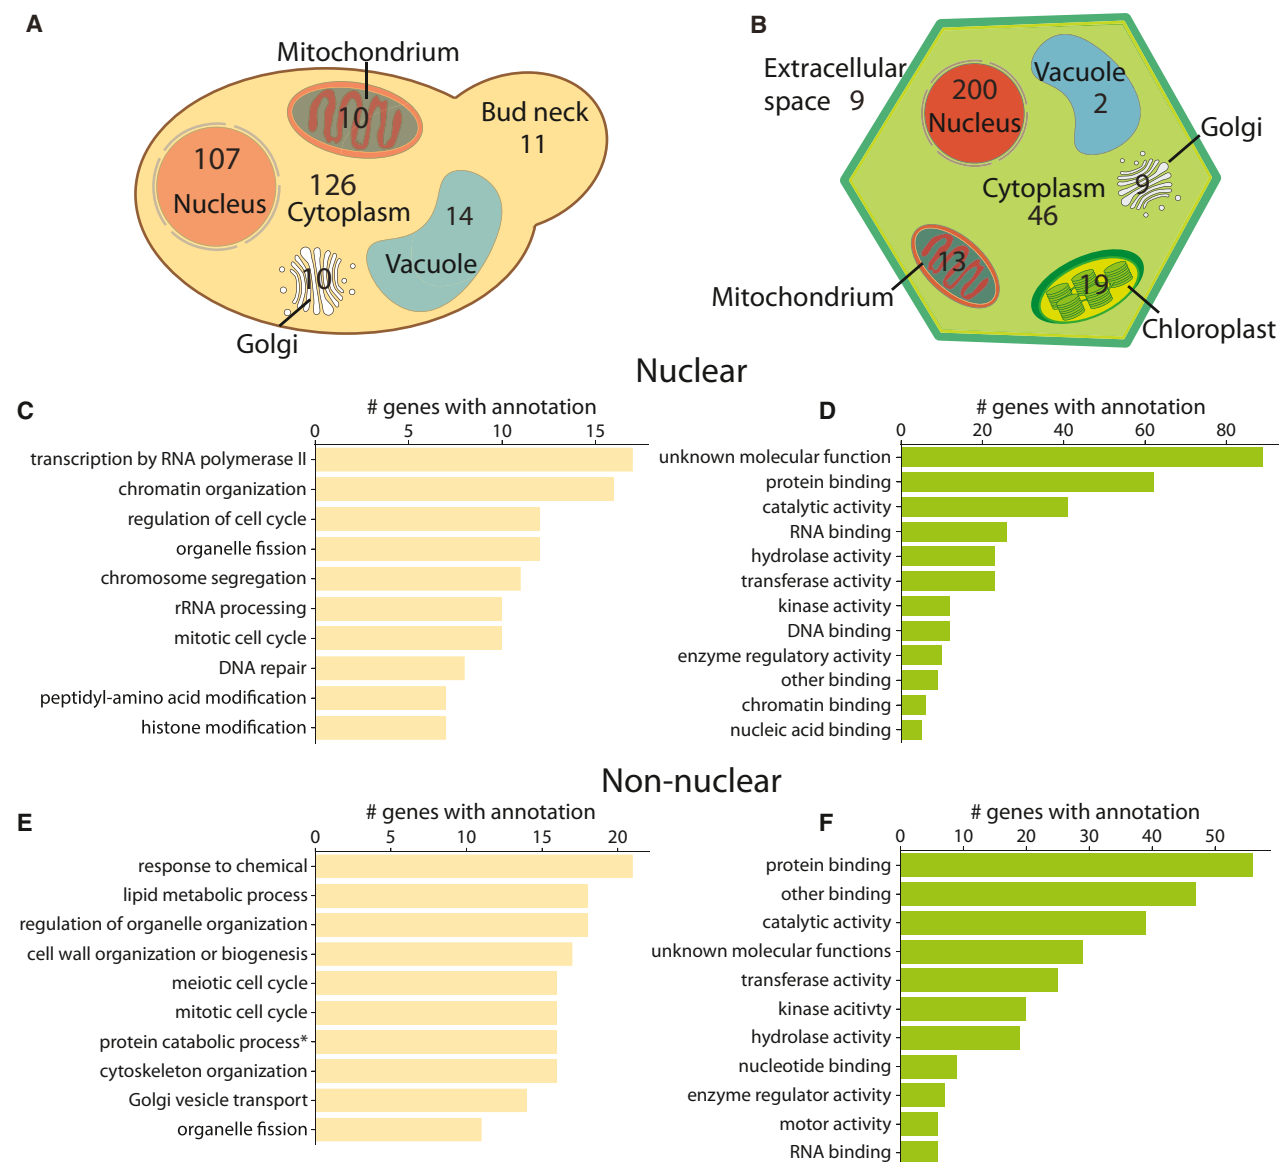 A
Mitochondrium
10
Bud neck
11
107
Nucleus
126
Cytoplasm
14
Vacuole
10
Golgi
B
Extracellular
space 9
200
Nucleus
Vacuole
2
Golgi
9
Cytoplasm
46
13
Mitochondrium
19
Chloroplast
Nuclear
C
# genes with annotation
0 5 10 15
transcription by RNA polymerase II
chromatin organization
regulation of cell cycle
organelle fission
chromosome segregation
rRNA processing
mitotic cell cycle
DNA repair
peptidyl-amino acid modification
histone modification
D
# genes with annotation
0 20 40 60 80
unknown molecular function
protein binding
catalytic activity
RNA binding
hydrolase activity
transferase activity
kinase activity
DNA binding
enzyme regulatory activity
other binding
chromatin binding
nucleic acid binding
Non-nuclear
E
# genes with annotation
0 5 10 15 20
response to chemical
lipid metabolic process
regulation of organelle organization
cell wall organization or biogenesis
meiotic cell cycle
mitotic cell cycle
protein catabolic process*
cytoskeleton organization
Golgi vesicle transport
organelle fission
F
# genes with annotation
0 10 20 30 40 50
protein binding
other binding
catalytic activity
unknown molecular functions
transferase activity
kinase acitivty
hydrolase activity
nucleotide binding
enzyme regulator activity
motor activity
RNA binding